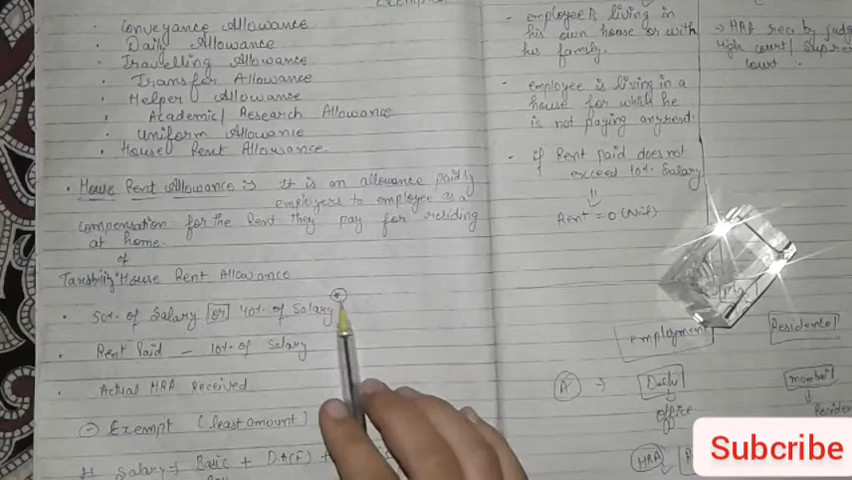 Conveyance Allowance
Daily Allowance
Travelling Allowance
Transfer Allowance
Helper Allowance
Academic/ Research Allowance
Uniform Allowance
House Rent Allowance
House Rent Allowance :⇒ It is an allowance paid by
employers to employee as a
compensation for the Rent they pay for residing
at home.
Taxability of House Rent Allowance
50% of Salary [or] 40% of Salary *
Rent Paid – 10% of Salary
Actual HRA received
(-) Exempt (least amount)
# Salary ⇒ Basic + D.A(F) +
employee is living in
his own house or with
his family.
employee is living in a
house for which he
is not paying any rent.
if Rent paid does not
exceed 10% Salary
Rent = 0 (Nil)
→ HRA rec. by
High court/
court :-
employment
Residential
(A) ⇒ Delhi
office
HRA
Subcribe